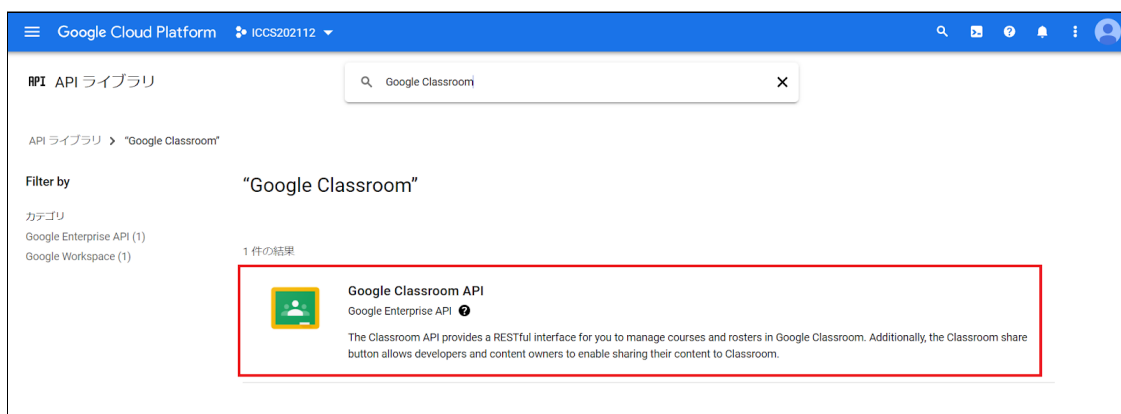 Google Cloud Platform ICCS202112
API API ライブラリ
Google Classroom
API ライブラリ > “Google Classroom”
Filter by
“Google Classroom”
カテゴリ
Google Enterprise API (1)
Google Workspace (1)
1 件の結果
Google Classroom API
Google Enterprise API
The Classroom API provides a RESTful interface for you to manage courses and rosters in Google Classroom. Additionally, the Classroom share
button allows developers and content owners to enable sharing their content to Classroom.